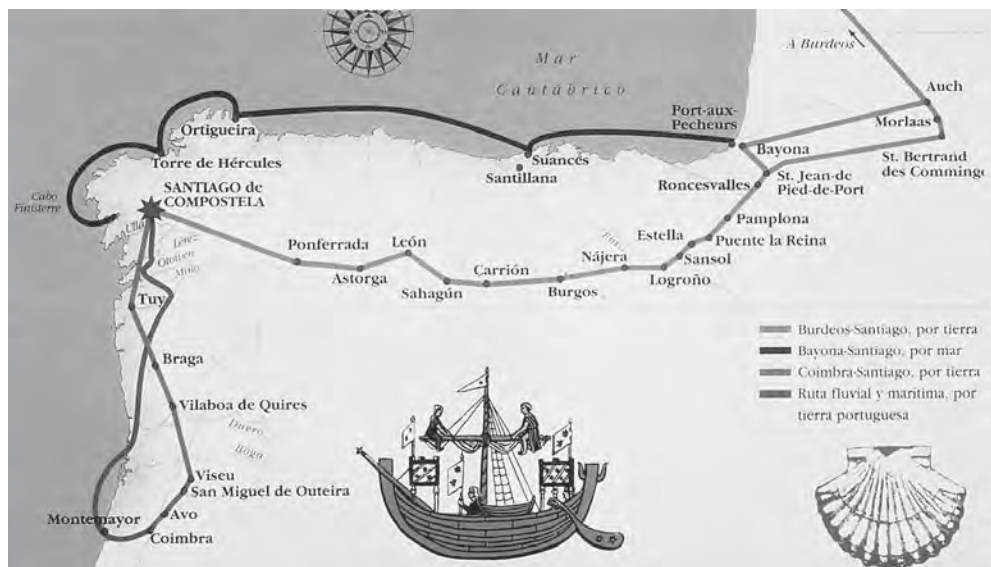 Mar
Cantábrico
A Burdeos
Auch
Port-aux-
Pecheurs
Morlaas
Ortigueira
Bayona
Torre de Hércules
Suancés
St. Bertrand
des Comming
Santillana
St. Jean-de
Pied-de-Port
Roncesvalles
Cabo
Finisterre
SANTIAGO de
COMPOSTELA
Pamplona
Ulla
Lérez
Miño
León
Estella
Puente la Reina
Ponferrada
Nájera
Sansol
Astorga
Carrión
Logroño
Sahagún
Burgos
Tuy
Burdeos-Santiago, por tierra
Bayona-Santiago, por mar
Braga
Coimbra-Santiago, por tierra
Ruta fluvial y marítima, por
tierra portuguesa
Vilaboa de Quires
Duero
Boga
Viseu
San Miguel de Outeira
Avo
Montemayor
Coimbra